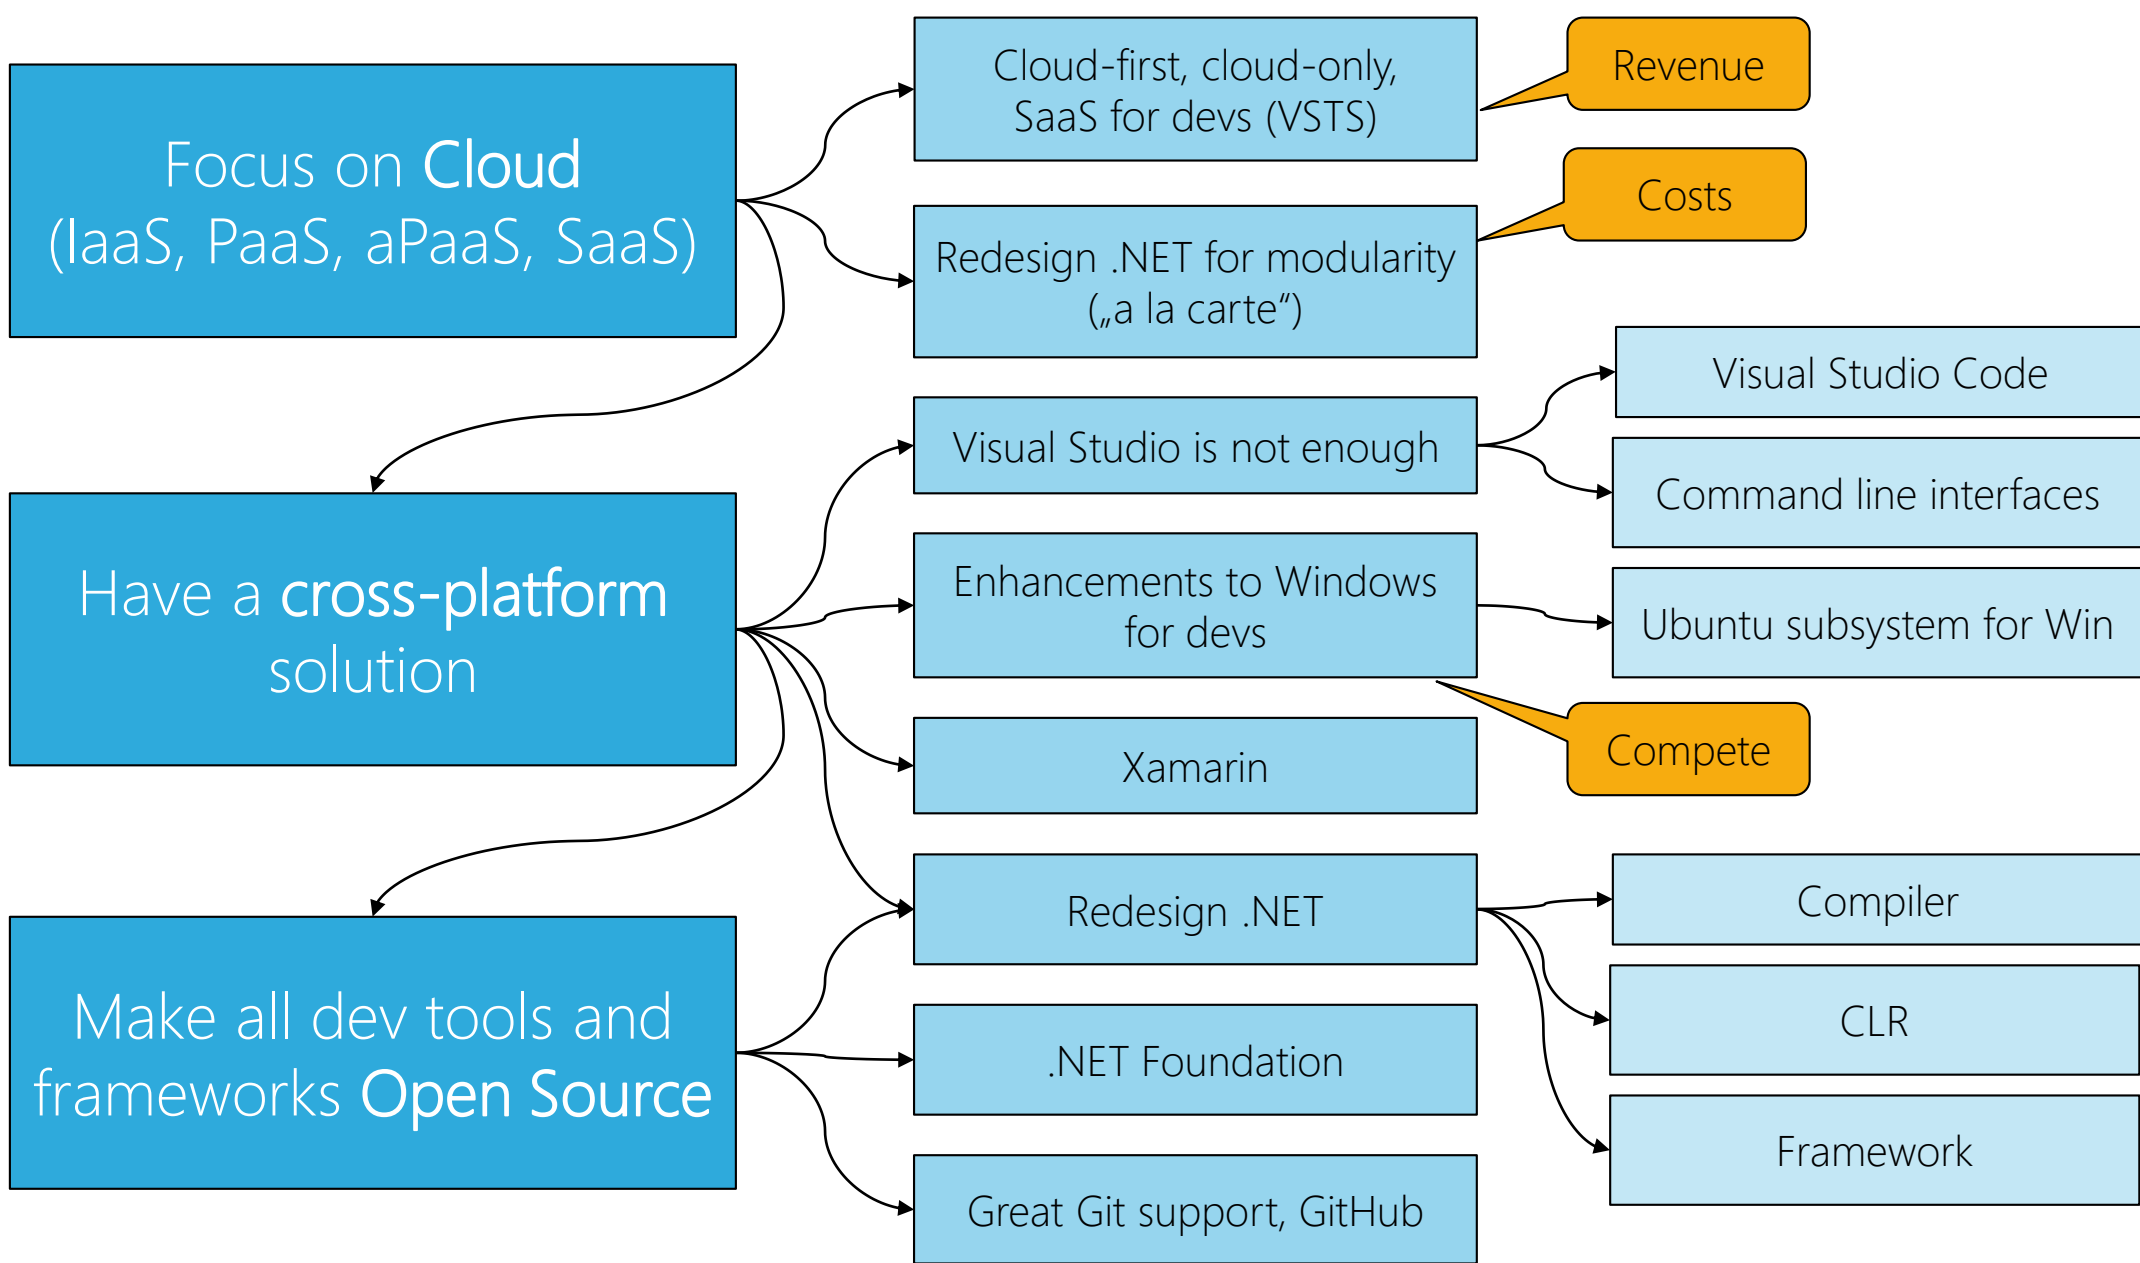 Focus on Cloud
(IaaS, PaaS, aPaaS, SaaS)
Cloud-first, cloud-only,
SaaS for devs (VSTS)
Revenue
Redesign .NET for modularity
(„a la carte“)
Costs
Have a cross-platform
solution
Visual Studio is not enough
Visual Studio Code
Command line interfaces
Enhancements to Windows
for devs
Ubuntu subsystem for Win
Compete
Xamarin
Make all dev tools and
frameworks Open Source
Redesign .NET
Compiler
CLR
Framework
.NET Foundation
Great Git support, GitHub